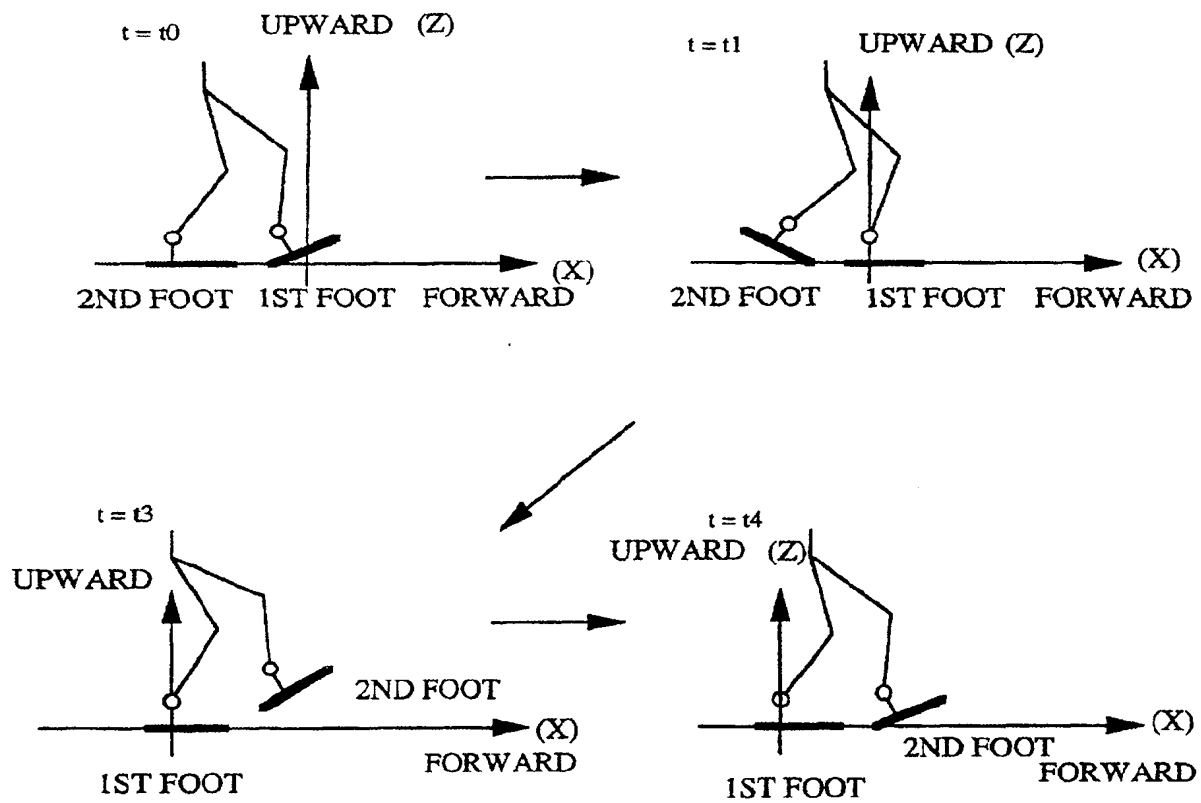 t = t0
UPWARD (Z)
(X)
2ND FOOT 1ST FOOT FORWARD
t = t1
UPWARD (Z)
(X)
2ND FOOT 1ST FOOT FORWARD
t = t3
UPWARD
2ND FOOT
(X)
FORWARD
1ST FOOT
t = t4
UPWARD (Z)
(X)
2ND FOOT
FORWARD
1ST FOOT